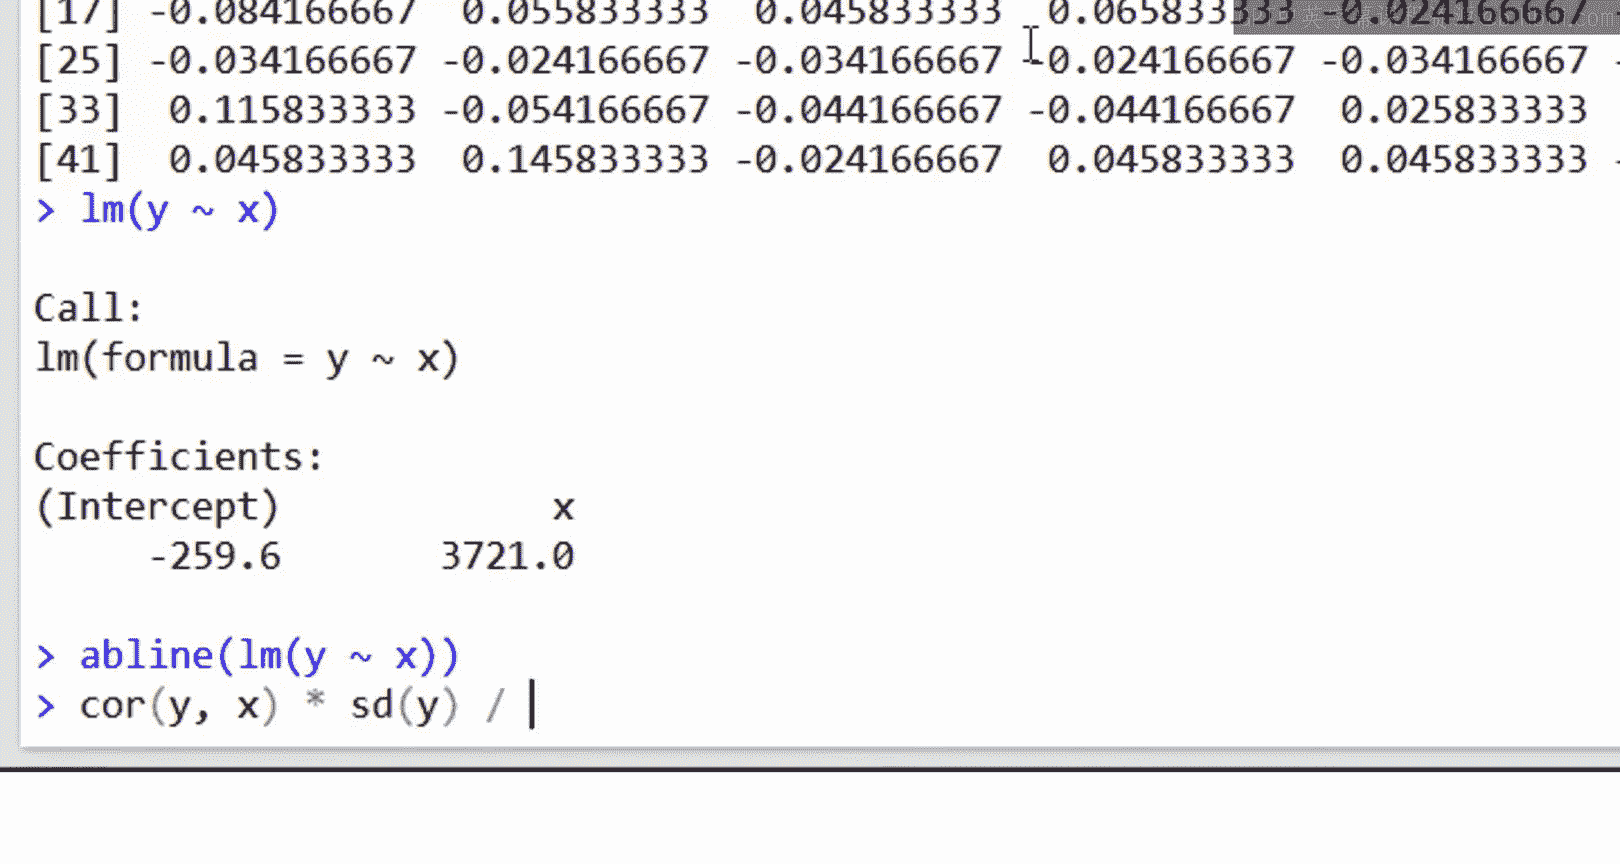 [17] -0.084166667 0.055833333 0.045833333 0.065833333 -0.024166667
[25] -0.034166667 -0.024166667 -0.034166667 -0.024166667 -0.034166667 -
[33] 0.115833333 -0.054166667 -0.044166667 -0.044166667 0.025833333
[41] 0.045833333 0.145833333 -0.024166667 0.045833333 0.045833333 -
> lm(y ~ x)
Call:
lm(formula = y ~ x)
Coefficients:
(Intercept) x
-259.6 3721.0
> abline(lm(y ~ x))
> cor(y, x) * sd(y) /